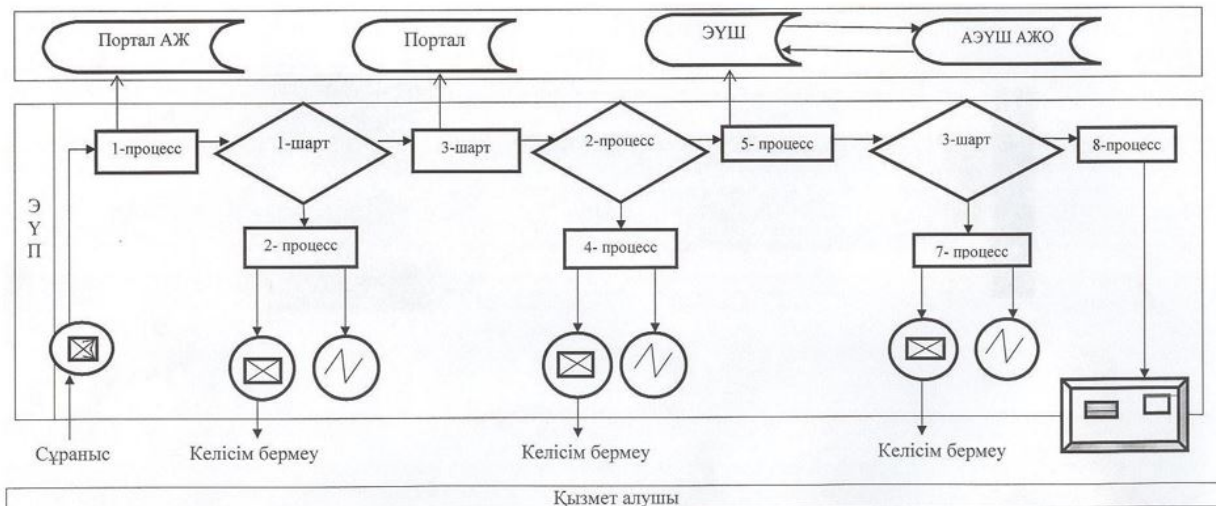 Портал АЖ
Портал
ЭҮШ
АЭҮШ АЖО
ЭҮП
1-процесс
1-шарт
3-шарт
2-процесс
5- процесс
3-шарт
8-процесс
2- процесс
4- процесс
7- процесс
Сұраныс
Келісім бермеу
Келісім бермеу
Келісім бермеу
Қызмет алушы